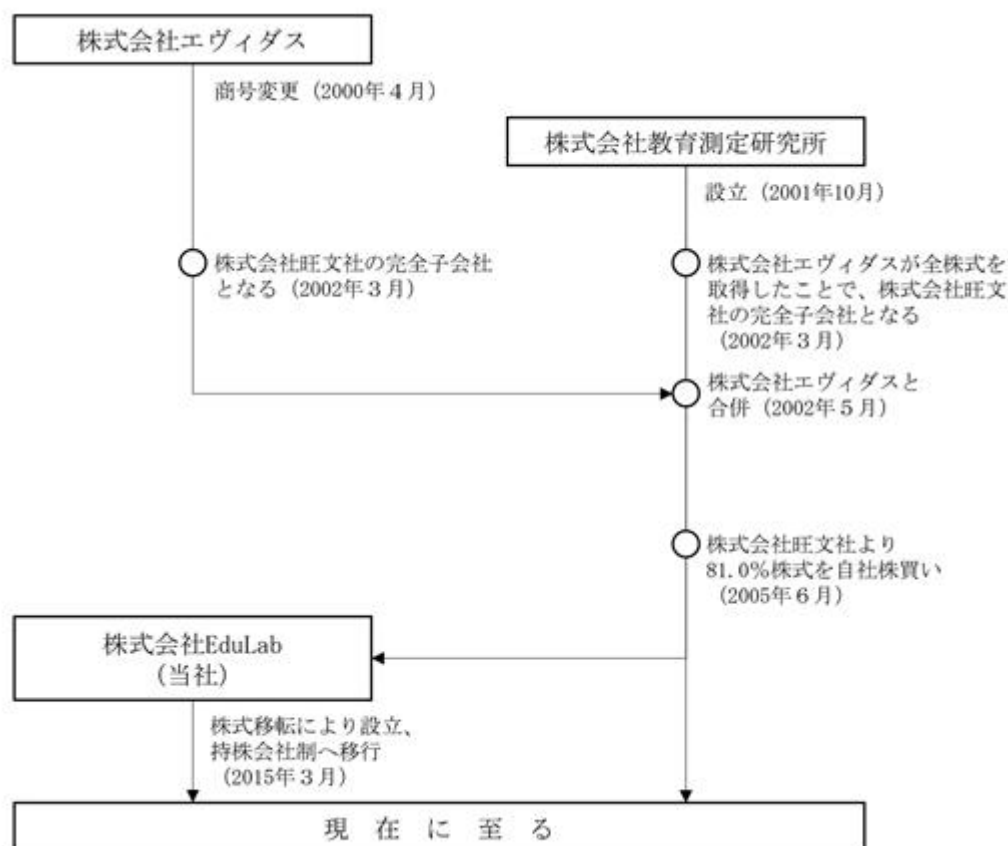 株式会社エヴィダス
商号変更（2000年４月）
株式会社教育測定研究所
設立（2001年10月）
株式会社旺文社の完全子会社
となる（2002年３月）
株式会社エヴィダスが全株式を
取得したことで、株式会社旺文
社の完全子会社となる
（2002年３月）
株式会社エヴィダスと
合併（2002年５月）
株式会社旺文社より
81.0％株式を自社株買い
（2005年６月）
株式会社EduLab
（当社）
株式移転により設立、
持株会社制へ移行
（2015年３月）
現　在　に　至　る